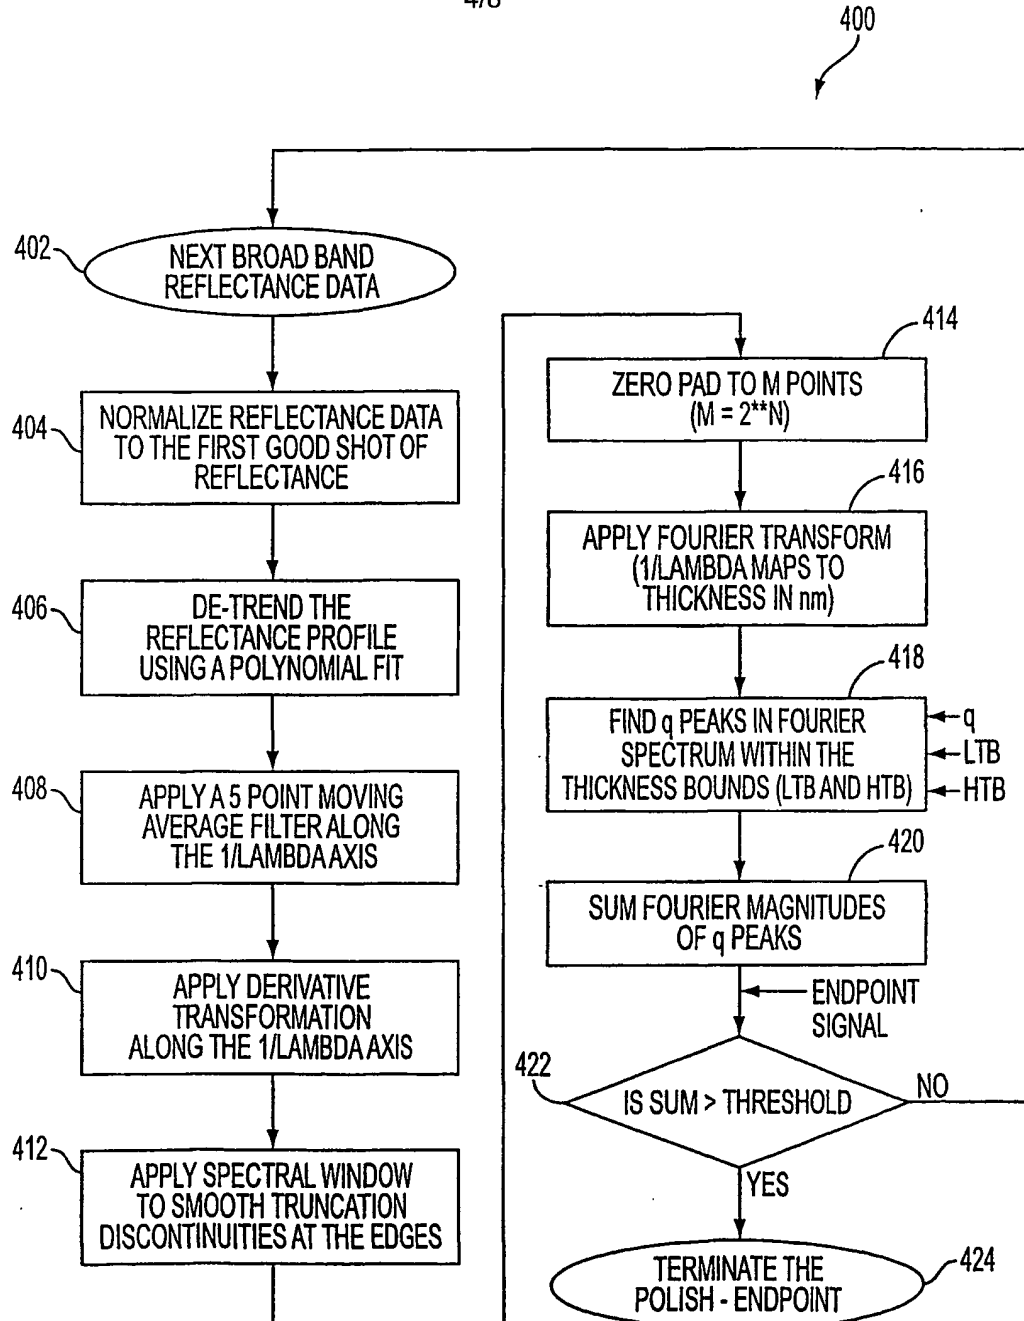 4/8
400
402
NEXT BROAD BAND
REFLECTANCE DATA
404
NORMALIZE REFLECTANCE DATA
TO THE FIRST GOOD SHOT OF
REFLECTANCE
406
DE-TREND THE
REFLECTANCE PROFILE
USING A POLYNOMIAL FIT
408
APPLY A 5 POINT MOVING
AVERAGE FILTER ALONG
THE 1/LAMBDA AXIS
410
APPLY DERIVATIVE
TRANSFORMATION
ALONG THE 1/LAMBDA AXIS
412
APPLY SPECTRAL WINDOW
TO SMOOTH TRUNCATION
DISCONTINUITIES AT THE EDGES
414
ZERO PAD TO M POINTS
(M = 2**N)
416
APPLY FOURIER TRANSFORM
(1/LAMBDA MAPS TO
THICKNESS IN nm)
418
FIND q PEAKS IN FOURIER
SPECTRUM WITHIN THE
THICKNESS BOUNDS (LTB AND HTB)
q
LTB
HTB
420
SUM FOURIER MAGNITUDES
OF q PEAKS
ENDPOINT
SIGNAL
422
IS SUM > THRESHOLD
NO
YES
424
TERMINATE THE
POLISH - ENDPOINT